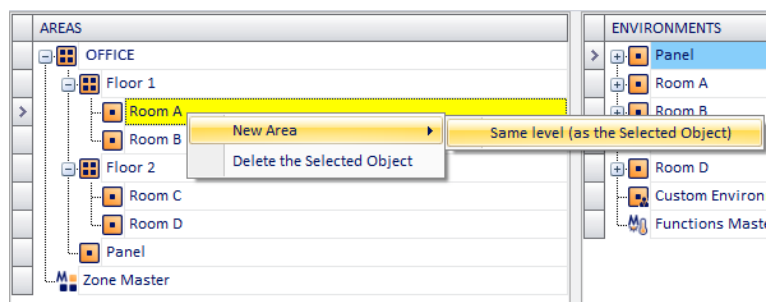 AREAS
OFFICE
Floor 1
Room A
Room B
Floor 2
Room C
Room D
Panel
Zone Master
New Area
Same level (as the Selected Object)
Delete the Selected Object
ENVIRONMENTS
Panel
Room A
Room B
Room D
Custom Environ
Functions Maste